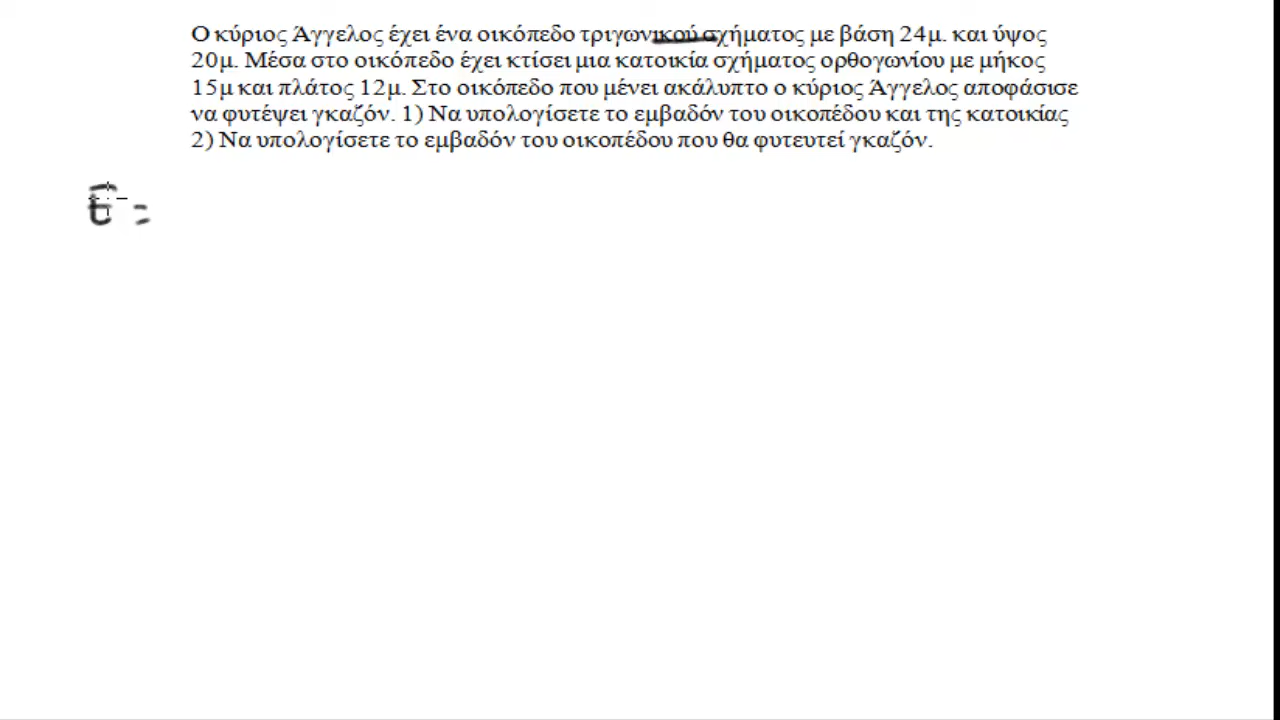 Ο κύριος Άγγελος έχει ένα οικόπεδο τριγωνικού σχήματος με βάση 24μ. και ύψος
20μ. Μέσα στο οικόπεδο έχει κτίσει μια κατοικία σχήματος ορθογωνίου με μήκος
15μ και πλάτος 12μ. Στο οικόπεδο που μένει ακάλυπτο ο κύριος Άγγελος αποφάσισε
να φυτέψει γκαζόν. 1) Να υπολογίσετε το εμβαδόν του οικοπέδου και της κατοικίας
2) Να υπολογίσετε το εμβαδόν του οικοπέδου που θα φυτευτεί γκαζόν.
Ε =